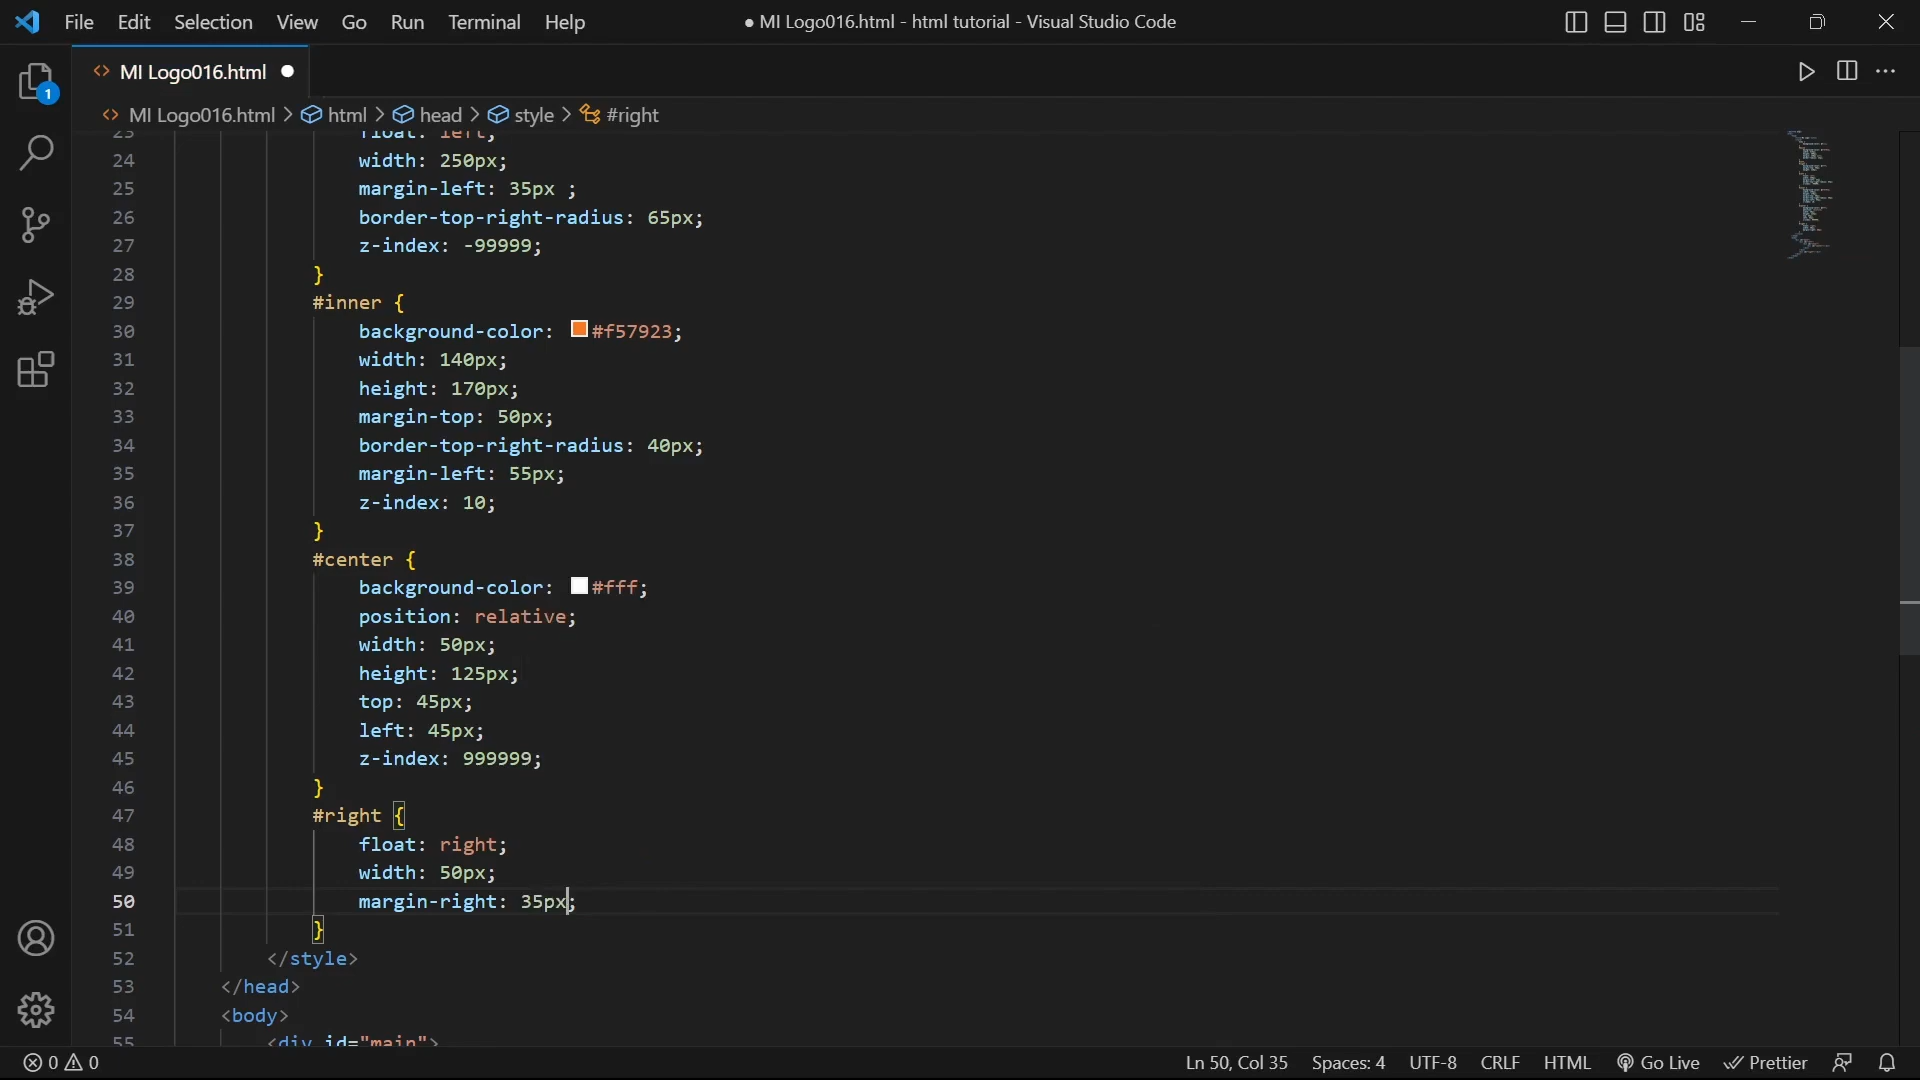 File Edit Selection View Go Run Terminal Help
● MI Logo016.html - html tutorial - Visual Studio Code
1
<> MI Logo016.html ●
<> MI Logo016.html > html > head > style > #right
23 float: left;
24 width: 250px;
25 margin-left: 35px ;
26 border-top-right-radius: 65px;
27 z-index: -99999;
28 }
29 #inner {
30 background-color: #f57923;
31 width: 140px;
32 height: 170px;
33 margin-top: 50px;
34 border-top-right-radius: 40px;
35 margin-left: 55px;
36 z-index: 10;
37 }
38 #center {
39 background-color: #fff;
40 position: relative;
41 width: 50px;
42 height: 125px;
43 top: 45px;
44 left: 45px;
45 z-index: 999999;
46 }
47 #right {
48 float: right;
49 width: 50px;
50 margin-right: 35px;
51 }
52 </style>
53 </head>
54 <body>
55 <div id="main">
0 0
Ln 50, Col 35 Spaces: 4 UTF-8 CRLF HTML Go Live Prettier